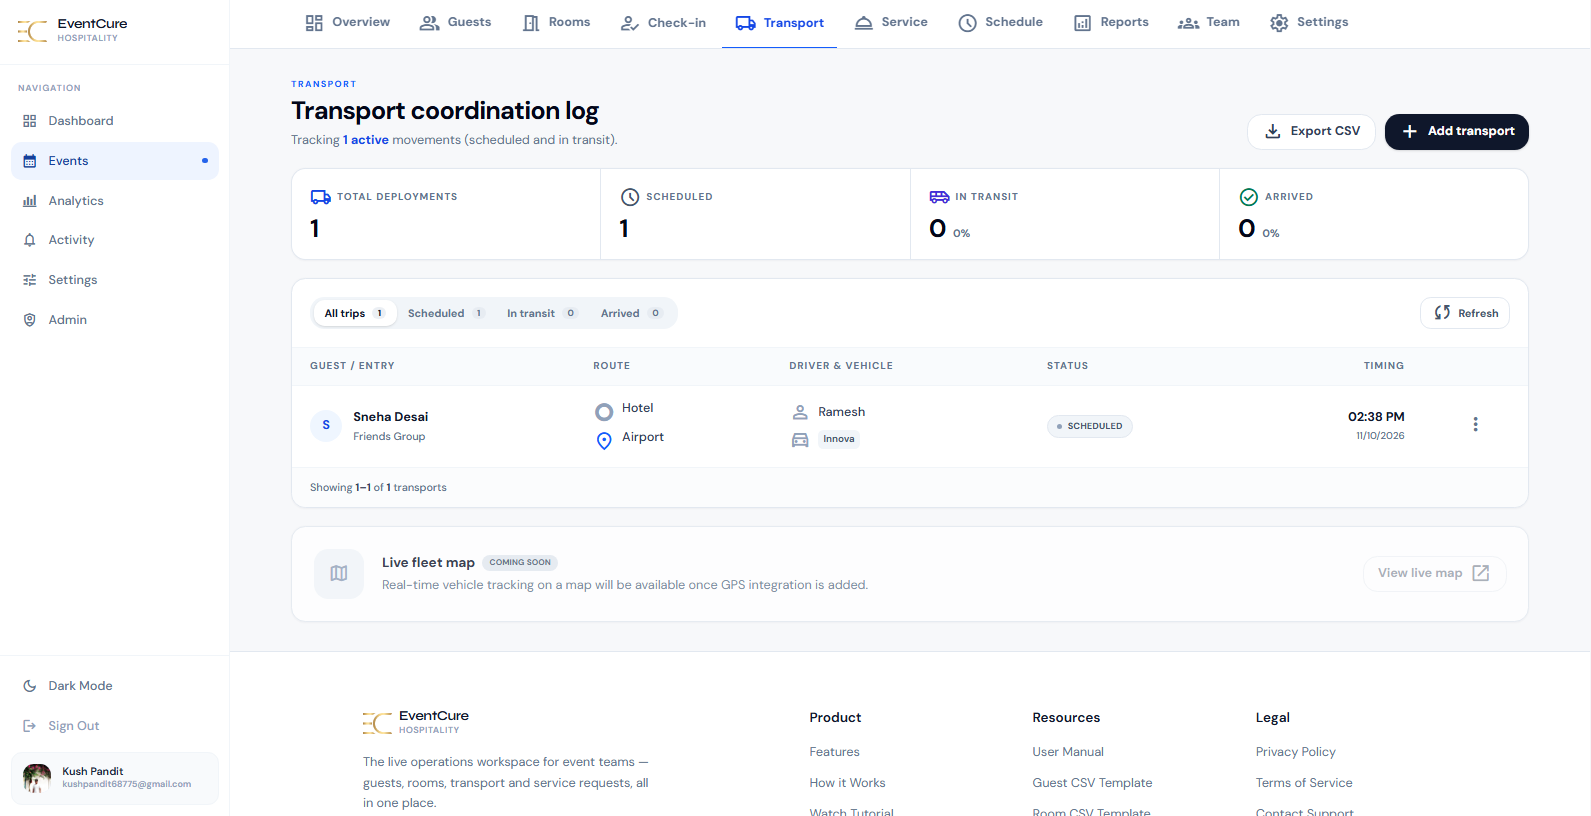 EventCure
HOSPITALITY
NAVIGATION
Dashboard
Events
Analytics
Activity
Settings
Admin
Dark Mode
Sign Out
Kush Pandit
kushpandit68775@gmail.com
Overview
Guests
Rooms
Check-in
Transport
Service
Schedule
Reports
Team
Settings
TRANSPORT
Transport coordination log
Tracking 1 active movements (scheduled and in transit).
Export CSV
Add transport
TOTAL DEPLOYMENTS
1
SCHEDULED
1
IN TRANSIT
0 0%
ARRIVED
0 0%
All trips 1
Scheduled 1
In transit 0
Arrived 0
Refresh
GUEST / ENTRY
ROUTE
DRIVER & VEHICLE
STATUS
TIMING
S
Sneha Desai
Friends Group
Hotel
Airport
Ramesh
Innova
SCHEDULED
02:38 PM
11/10/2026
Showing 1–1 of 1 transports
Live fleet map COMING SOON
Real-time vehicle tracking on a map will be available once GPS integration is added.
View live map
EventCure
HOSPITALITY
The live operations workspace for event teams —
guests, rooms, transport and service requests, all
in one place.
Product
Features
How it Works
Watch Tutorial
Resources
User Manual
Guest CSV Template
Room CSV Template
Legal
Privacy Policy
Terms of Service
Contact Support